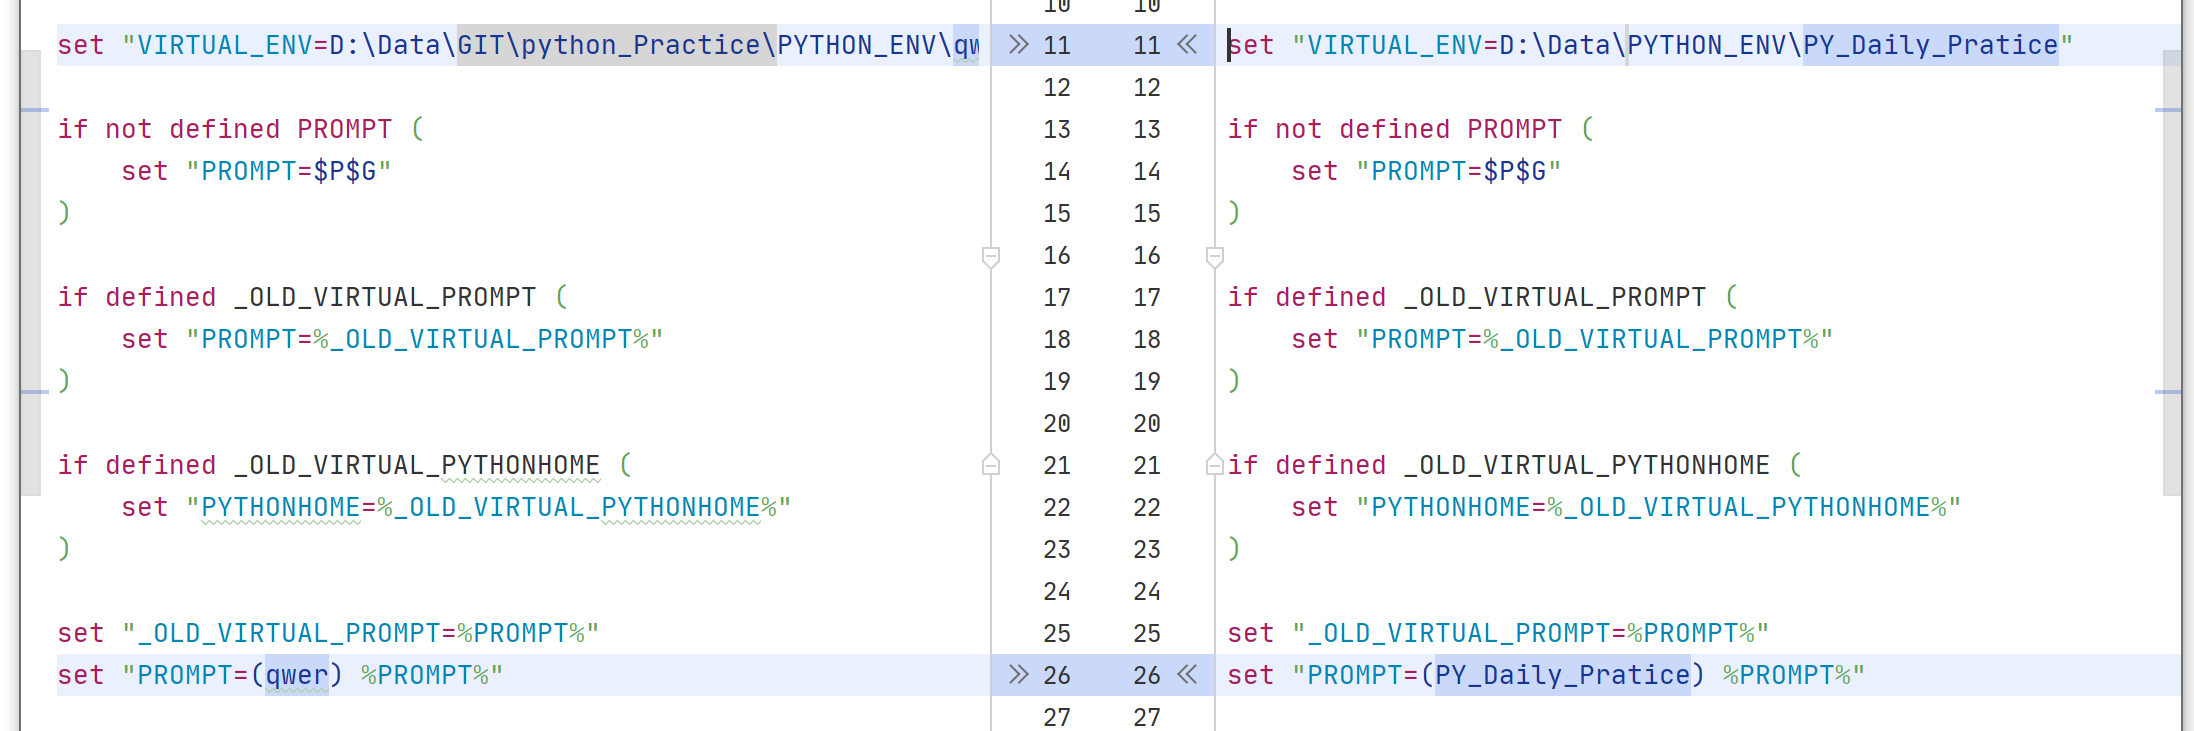 10 10
set "VIRTUAL_ENV=D:\Data\GIT\python_Practice\PYTHON_ENV\qw 11 11 set "VIRTUAL_ENV=D:\Data\PYTHON_ENV\PY_Daily_Pratice"
12 12
if not defined PROMPT ( 13 13 if not defined PROMPT (
set "PROMPT=$P$G" 14 14 set "PROMPT=$P$G"
) 15 15 )
16 16
if defined _OLD_VIRTUAL_PROMPT ( 17 17 if defined _OLD_VIRTUAL_PROMPT (
set "PROMPT=%_OLD_VIRTUAL_PROMPT%" 18 18 set "PROMPT=%_OLD_VIRTUAL_PROMPT%"
) 19 19 )
20 20
if defined _OLD_VIRTUAL_PYTHONHOME ( 21 21 if defined _OLD_VIRTUAL_PYTHONHOME (
set "PYTHONHOME=%_OLD_VIRTUAL_PYTHONHOME%" 22 22 set "PYTHONHOME=%_OLD_VIRTUAL_PYTHONHOME%"
) 23 23 )
24 24
set "_OLD_VIRTUAL_PROMPT=%PROMPT%" 25 25 set "_OLD_VIRTUAL_PROMPT=%PROMPT%"
set "PROMPT=(qwer) %PROMPT%" 26 26 set "PROMPT=(PY_Daily_Pratice) %PROMPT%"
27 27